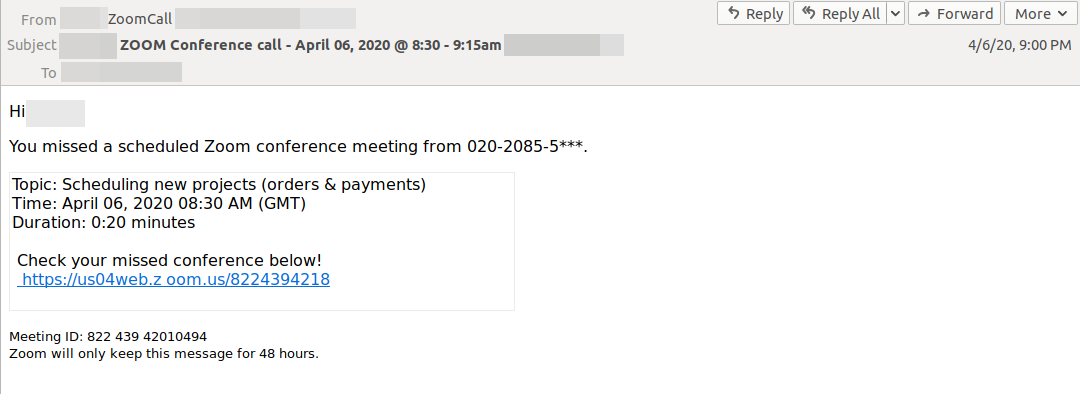 From ZoomCall
Reply
Reply All
Forward
More
Subject ZOOM Conference call - April 06, 2020 @ 8:30 - 9:15am
4/6/20, 9:00 PM
To
Hi
You missed a scheduled Zoom conference meeting from 020-2085-5***.
Topic: Scheduling new projects (orders & payments)
Time: April 06, 2020 08:30 AM (GMT)
Duration: 0:20 minutes
Check your missed conference below!
https://us04web.z oom.us/8224394218
Meeting ID: 822 439 42010494
Zoom will only keep this message for 48 hours.